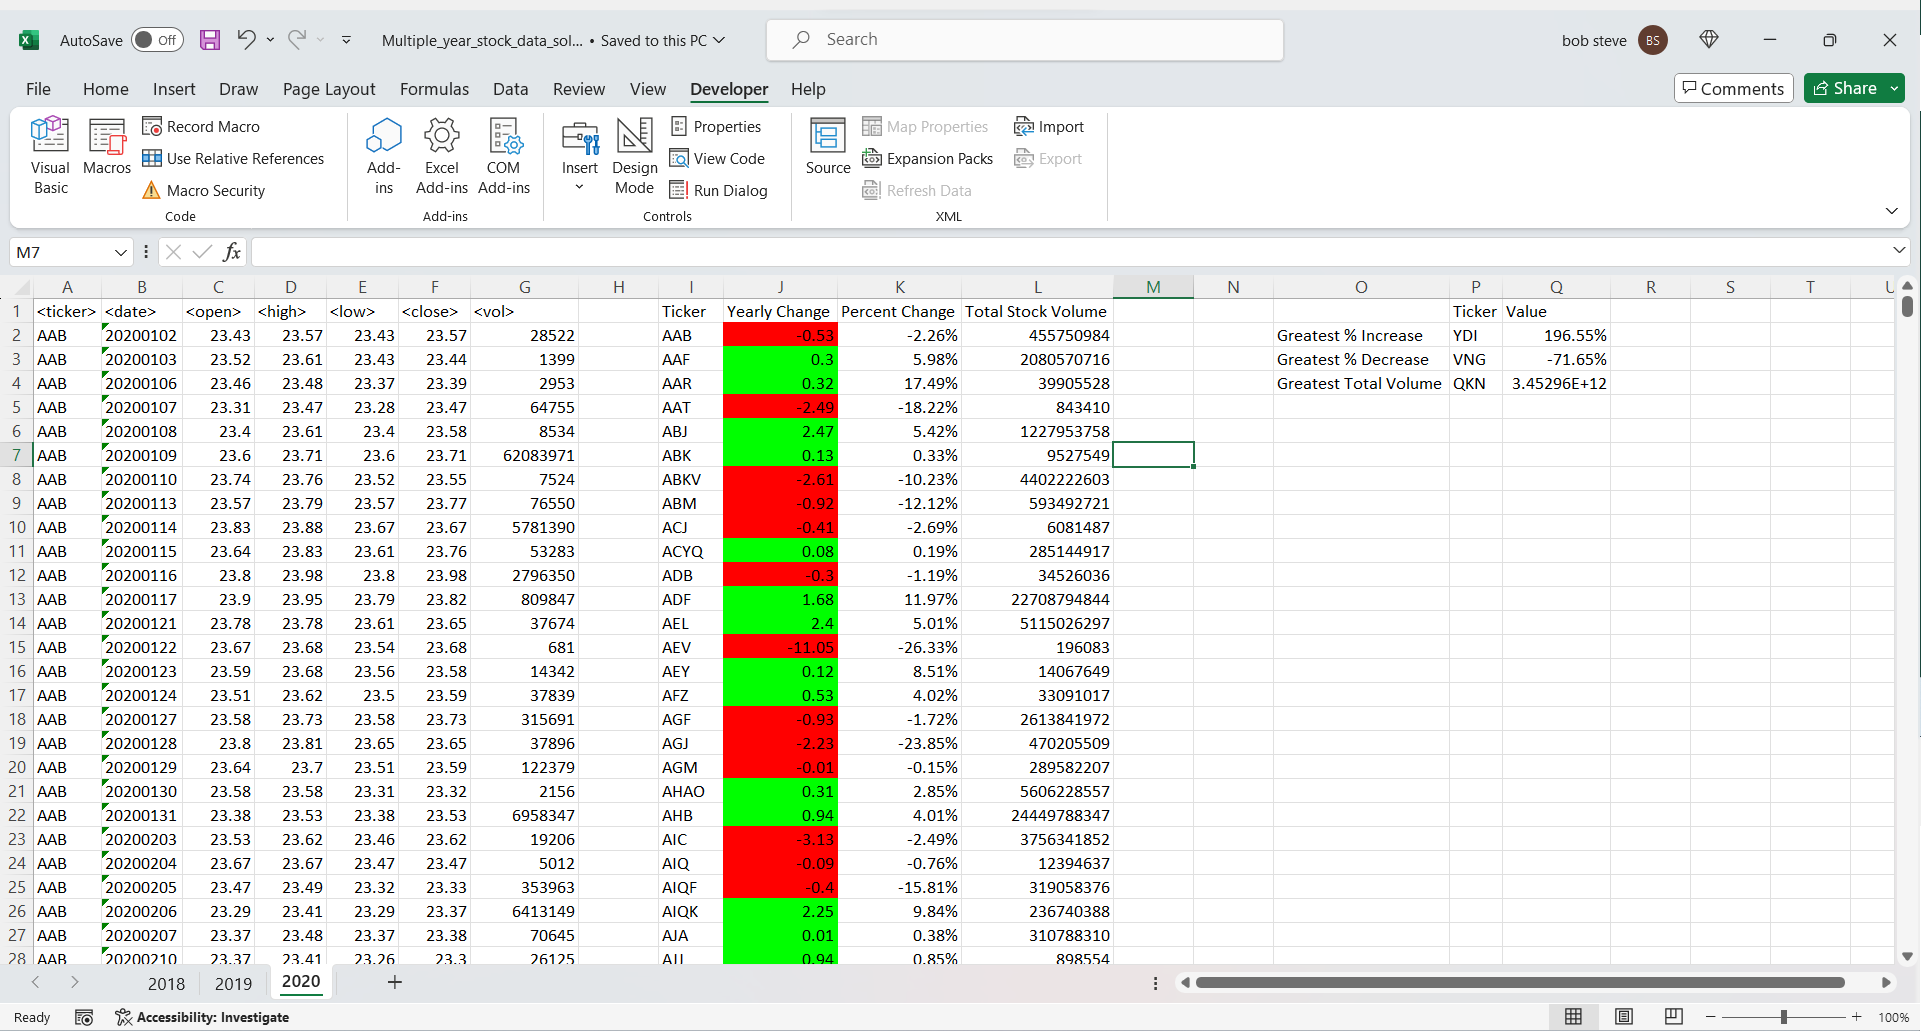 AutoSave Off Multiple_year_stock_data_sol... • Saved to this PC Search bob steve BS
File Home Insert Draw Page Layout Formulas Data Review View Developer Help Comments Share
Visual Basic Macros Record Macro Use Relative References Macro Security Code
Add-ins Excel Add-ins COM Add-ins Add-ins
Insert Design Mode Properties View Code Run Dialog Controls
Source Map Properties Expansion Packs Refresh Data Import Export XML
M7 fx
A B C D E F G H I J K L M N O P Q R S T U
1 <ticker> <date> <open> <high> <low> <close> <vol> Ticker Yearly Change Percent Change Total Stock Volume Ticker Value
2 AAB 20200102 23.43 23.57 23.43 23.57 28522 AAB -0.53 -2.26% 455750984 Greatest % Increase YDI 196.55%
3 AAB 20200103 23.52 23.61 23.43 23.44 1399 AAF 0.3 5.98% 2080570716 Greatest % Decrease VNG -71.65%
4 AAB 20200106 23.46 23.48 23.37 23.39 2953 AAR 0.32 17.49% 39905528 Greatest Total Volume QKN 3.45296E+12
5 AAB 20200107 23.31 23.47 23.28 23.47 64755 AAT -2.49 -18.22% 843410
6 AAB 20200108 23.4 23.61 23.4 23.58 8534 ABJ 2.47 5.42% 1227953758
7 AAB 20200109 23.6 23.71 23.6 23.71 62083971 ABK 0.13 0.33% 9527549
8 AAB 20200110 23.74 23.76 23.52 23.55 7524 ABKV -2.61 -10.23% 4402222603
9 AAB 20200113 23.57 23.79 23.57 23.77 76550 ABM -0.92 -12.12% 593492721
10 AAB 20200114 23.83 23.88 23.67 23.67 5781390 ACJ -0.41 -2.69% 6081487
11 AAB 20200115 23.64 23.83 23.61 23.76 53283 ACYQ 0.08 0.19% 285144917
12 AAB 20200116 23.8 23.98 23.8 23.98 2796350 ADB -0.3 -1.19% 34526036
13 AAB 20200117 23.9 23.95 23.79 23.82 809847 ADF 1.68 11.97% 22708794844
14 AAB 20200121 23.78 23.78 23.61 23.65 37674 AEL 2.4 5.01% 5115026297
15 AAB 20200122 23.67 23.68 23.54 23.68 681 AEV -11.05 -26.33% 196083
16 AAB 20200123 23.59 23.68 23.56 23.58 14342 AEY 0.12 8.51% 14067649
17 AAB 20200124 23.51 23.62 23.5 23.59 37839 AFZ 0.53 4.02% 33091017
18 AAB 20200127 23.58 23.73 23.58 23.73 315691 AGF -0.93 -1.72% 2613841972
19 AAB 20200128 23.8 23.81 23.65 23.65 37896 AGJ -2.23 -23.85% 470205509
20 AAB 20200129 23.64 23.7 23.51 23.59 122379 AGM -0.01 -0.15% 289582207
21 AAB 20200130 23.58 23.58 23.31 23.32 2156 AHAO 0.31 2.85% 5606228557
22 AAB 20200131 23.38 23.53 23.38 23.53 6958347 AHB 0.94 4.01% 24449788347
23 AAB 20200203 23.53 23.62 23.46 23.62 19206 AIC -3.13 -2.49% 3756341852
24 AAB 20200204 23.67 23.67 23.47 23.47 5012 AIQ -0.09 -0.76% 12394637
25 AAB 20200205 23.47 23.49 23.32 23.33 353963 AIQF -0.4 -15.81% 319058376
26 AAB 20200206 23.29 23.41 23.29 23.37 6413149 AIQK 2.25 9.84% 236740388
27 AAB 20200207 23.37 23.48 23.37 23.38 70645 AJA 0.01 0.38% 310788310
28 AAB 20200210 23.37 23.41 23.26 23.3 26125 0.94 0.85% 898554
2018 2019 2020
Ready Accessibility: Investigate 100%